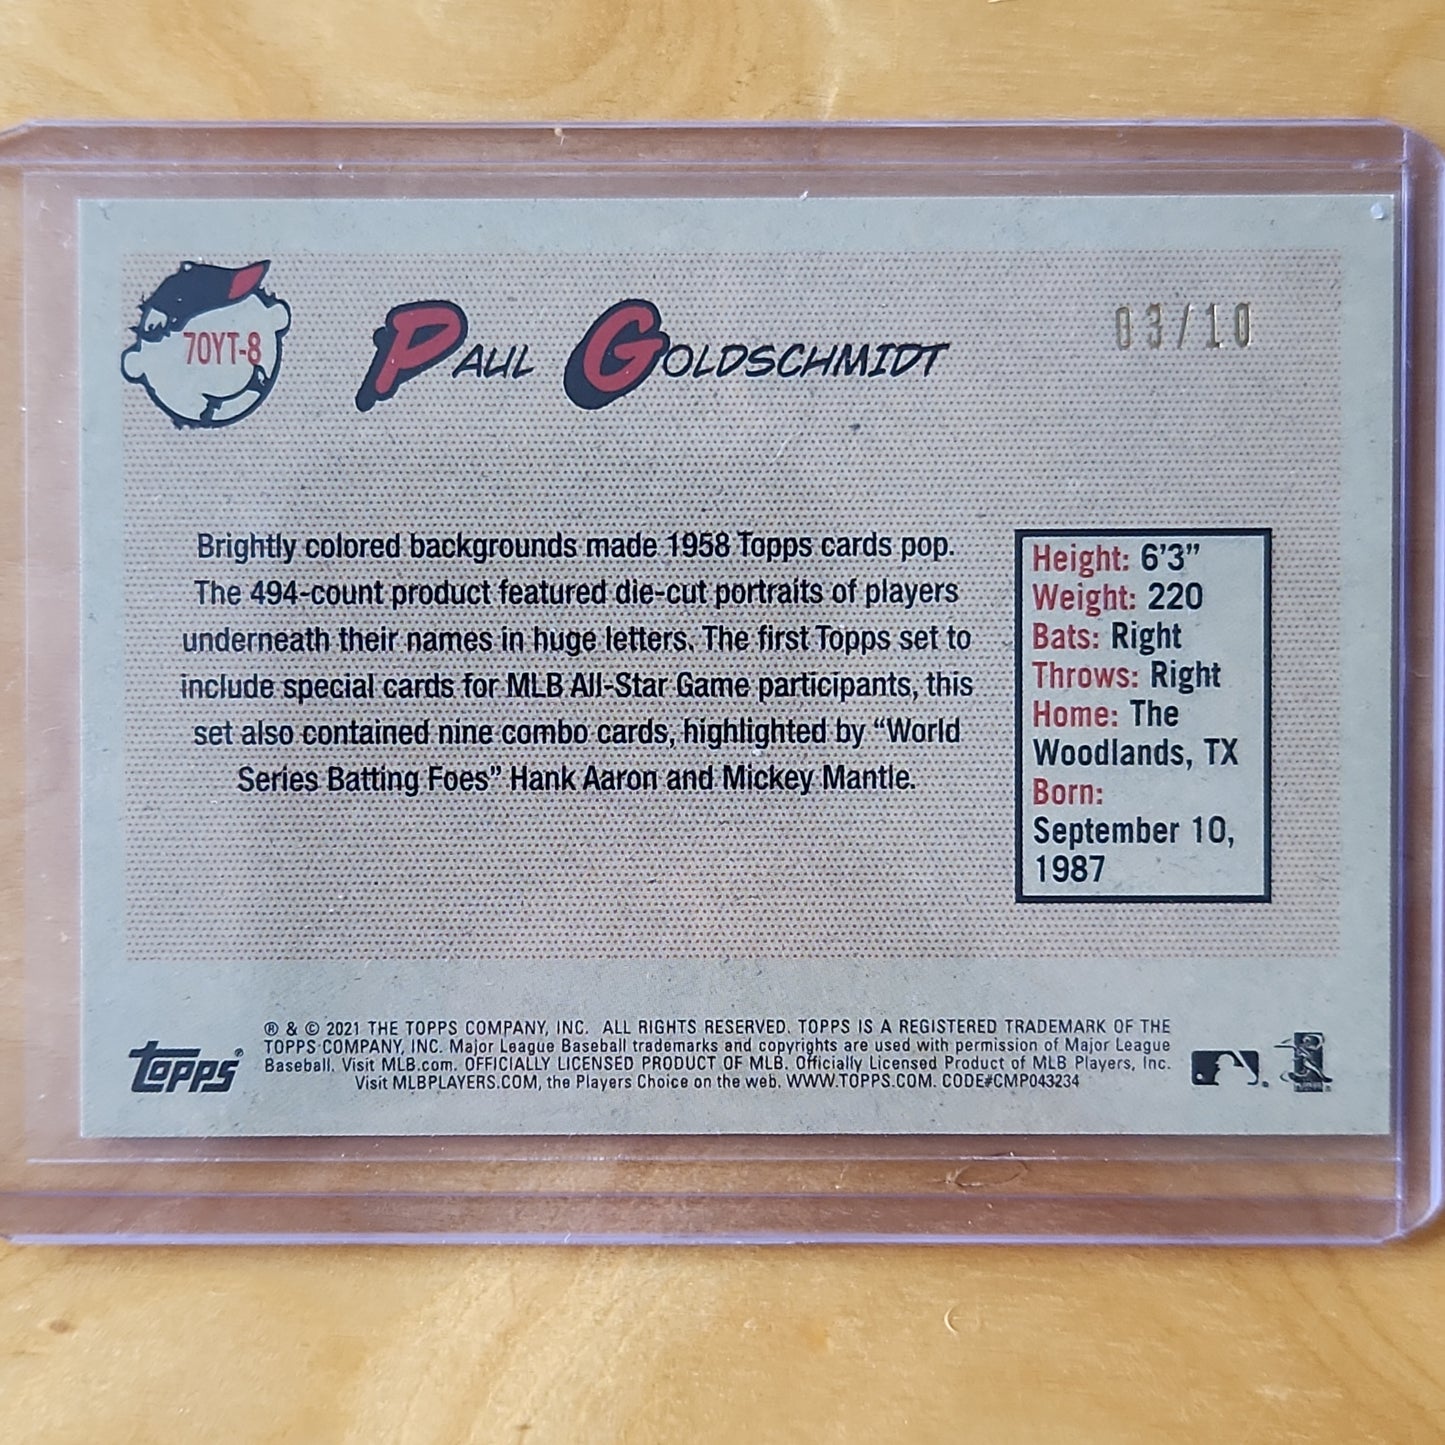 70YT-8
PAUL GOLDSCHMIDT
03/10
Brightly colored backgrounds made 1958 Topps cards pop.
The 494-count product featured die-cut portraits of players
underneath their names in huge letters. The first Topps set to
include special cards for MLB All-Star Game participants, this
set also contained nine combo cards, highlighted by “World
Series Batting Foes” Hank Aaron and Mickey Mantle.
Height: 6’3”
Weight: 220
Bats: Right
Throws: Right
Home: The
Woodlands, TX
Born:
September 10,
1987
® & © 2021 THE TOPPS COMPANY, INC. ALL RIGHTS RESERVED. TOPPS IS A REGISTERED TRADEMARK OF THE
TOPPS COMPANY, INC. Major League Baseball trademarks and copyrights are used with permission of Major League
Baseball. Visit MLB.com. OFFICIALLY LICENSED PRODUCT OF MLB. Officially Licensed Product of MLB Players, Inc.
Visit MLBPLAYERS.COM, the Players Choice on the web. WWW.TOPPS.COM. CODE#CMP043234
Topps®